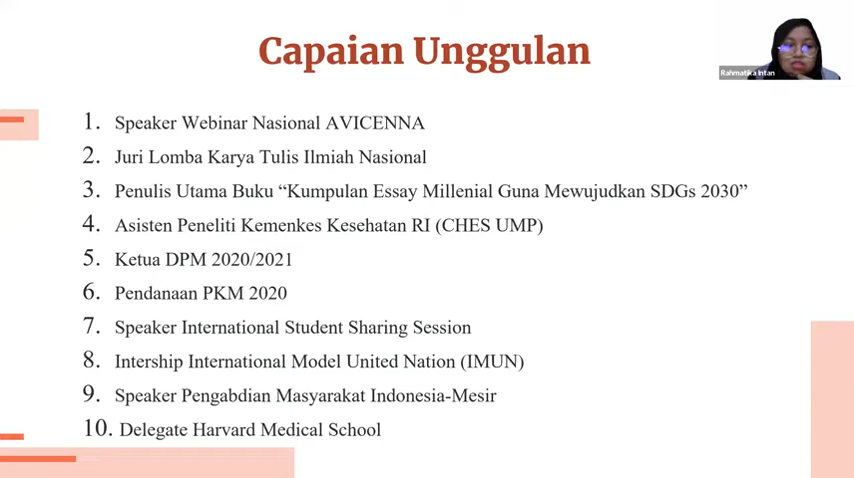 Capaian Unggulan
Rahmatika Intan
1. Speaker Webinar Nasional AVICENNA
2. Juri Lomba Karya Tulis Ilmiah Nasional
3. Penulis Utama Buku “Kumpulan Essay Millenial Guna Mewujudkan SDGs 2030”
4. Asisten Peneliti Kemenkes Kesehatan RI (CHES UMP)
5. Ketua DPM 2020/2021
6. Pendanaan PKM 2020
7. Speaker International Student Sharing Session
8. Intership International Model United Nation (IMUN)
9. Speaker Pengabdian Masyarakat Indonesia-Mesir
10. Delegate Harvard Medical School